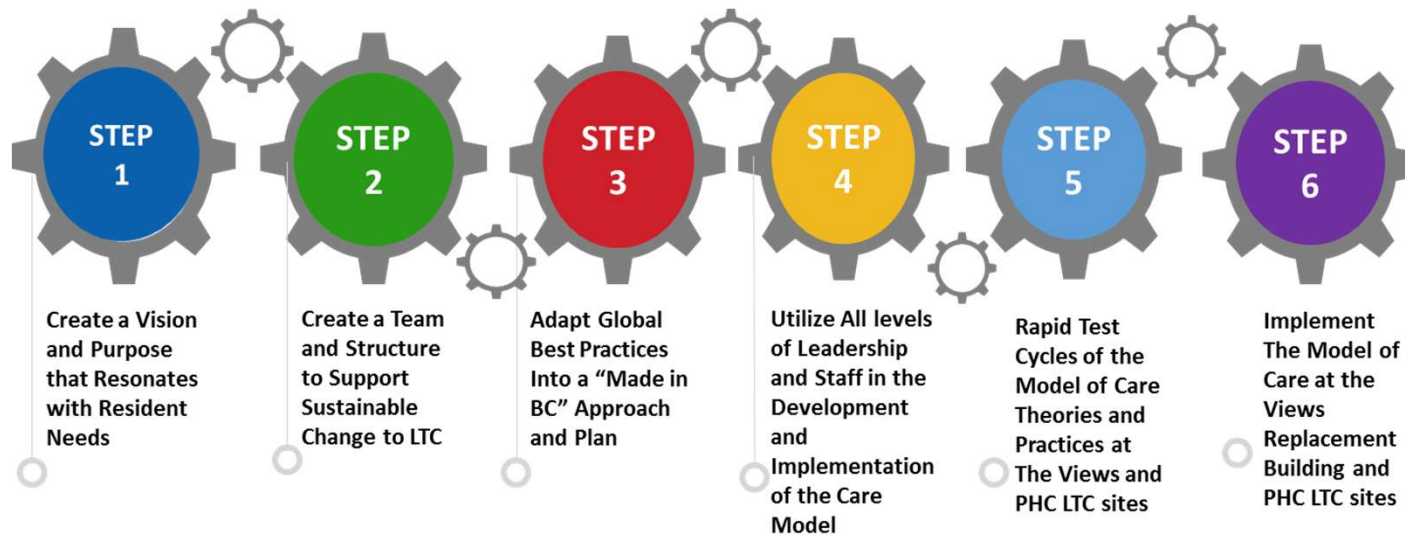 STEP
1
STEP
2
STEP
3
STEP
4
STEP
5
STEP
6
Create a Vision
and Purpose
that Resonates
with Resident
Needs
Create a Team
and Structure
to Support
Sustainable
Change to LTC
Adapt Global
Best Practices
Into a “Made in
BC” Approach
and Plan
Utilize All levels
of Leadership
and Staff in the
Development
and
Implementation
of the Care
Model
Rapid Test
Cycles of the
Model of Care
Theories and
Practices at
The Views and
PHC LTC sites
Implement
The Model of
Care at the
Views
Replacement
Building and
PHC LTC sites